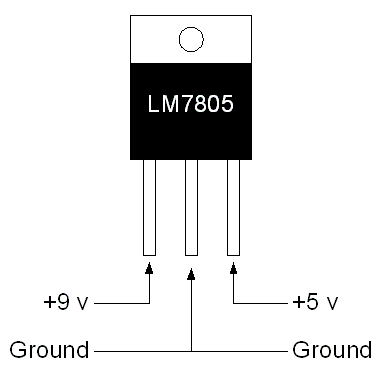 LM7805
+9 v
+5 v
Ground
Ground